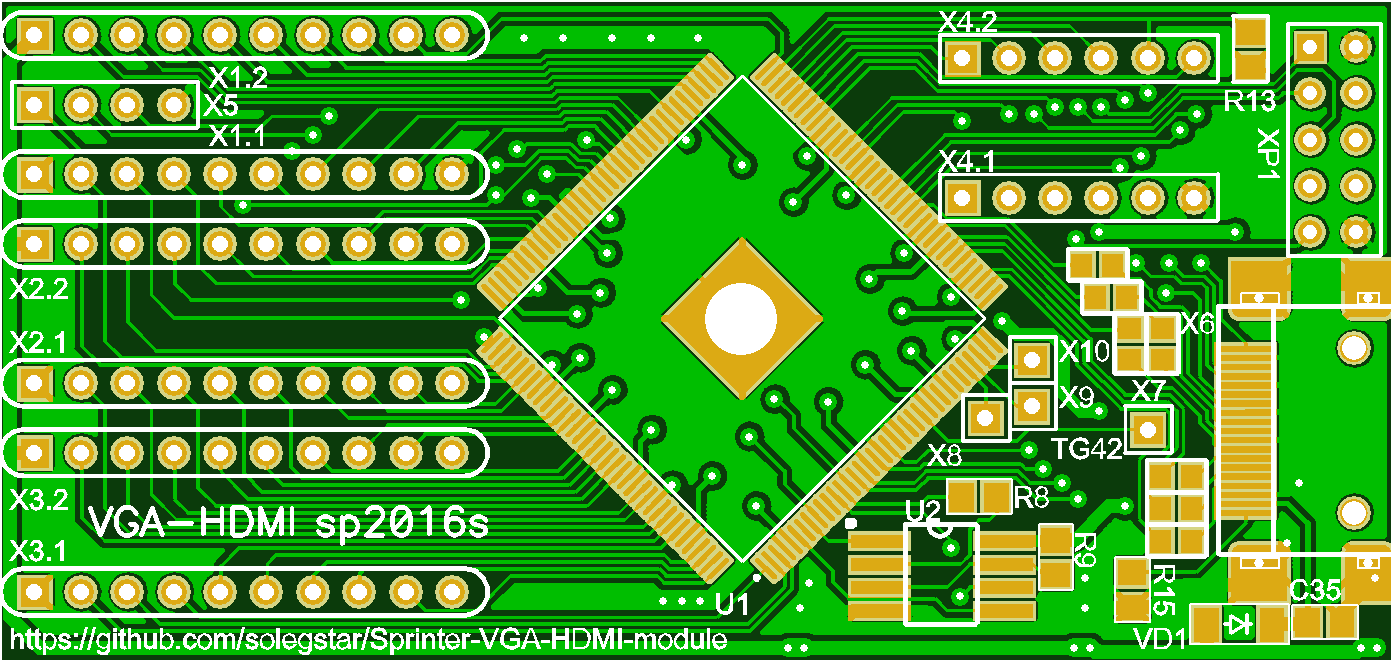 X4.2
X1.2
X5
X1.1
R13
XP1
X4.1
X2.2
X2.1
X6
X10
X7
X9
TG42
X8
X3.2
VGA-HDMI sp2016s
R8
U2
X3.1
R9
R15
U1
C35
VD1
https://github.com/solegstar/Sprinter-VGA-HDMI-module